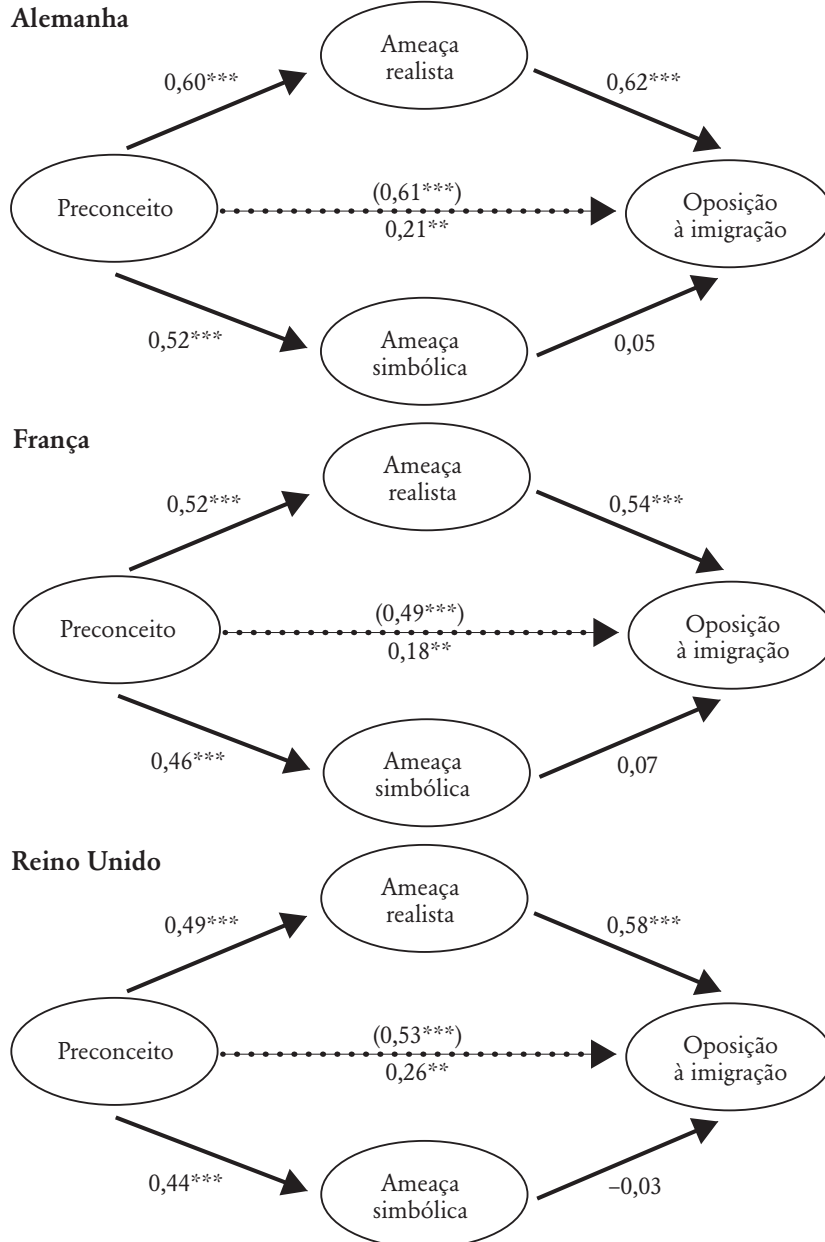 Alemanha
Ameaça
realista
0,60***
0,62***
Preconceito
(0,61***)
0,21**
Oposição
à imigração
0,52***
Ameaça
simbólica
0,05
França
Ameaça
realista
0,52***
0,54***
Preconceito
(0,49***)
0,18**
Oposição
à imigração
0,46***
Ameaça
simbólica
0,07
Reino Unido
Ameaça
realista
0,49***
0,58***
Preconceito
(0,53***)
0,26**
Oposição
à imigração
0,44***
Ameaça
simbólica
–0,03